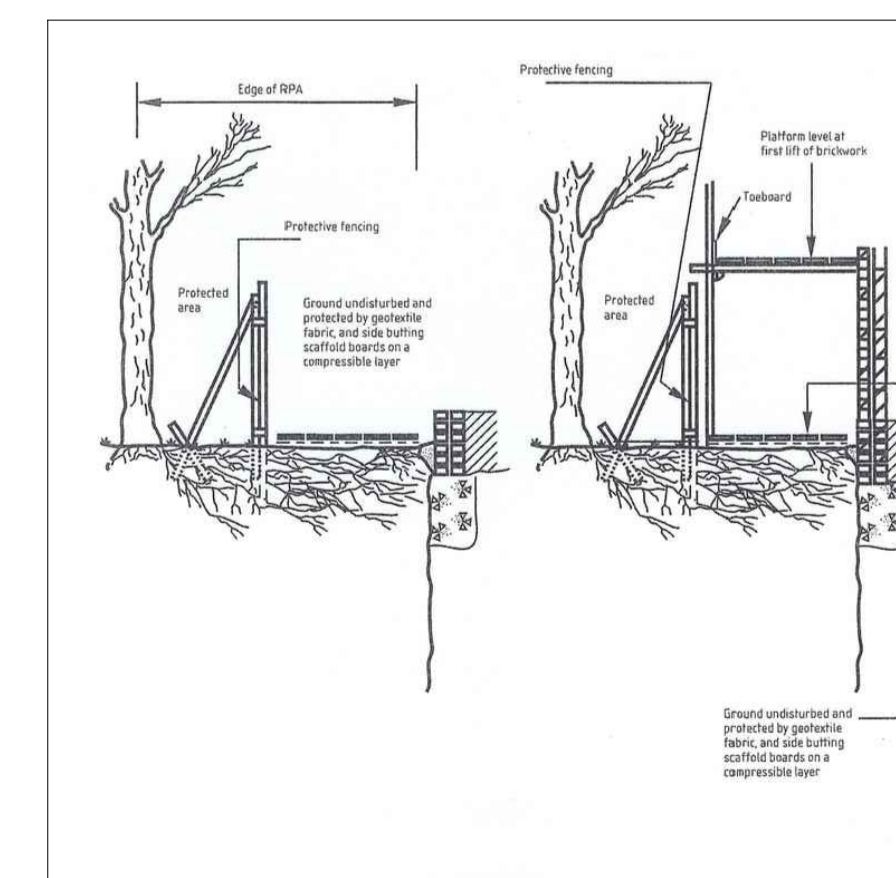 Edge of RPA
Protective fencing
Protected
area
Ground undisturbed and
protected by geotextile
fabric, and side butting
scaffold boards on a
compressible layer
Protective fencing
Platform level at
first lift of brickwork
Toeboard
Protected
area
Ground undisturbed and
protected by geotextile
fabric, and side butting
scaffold boards on a
compressible layer